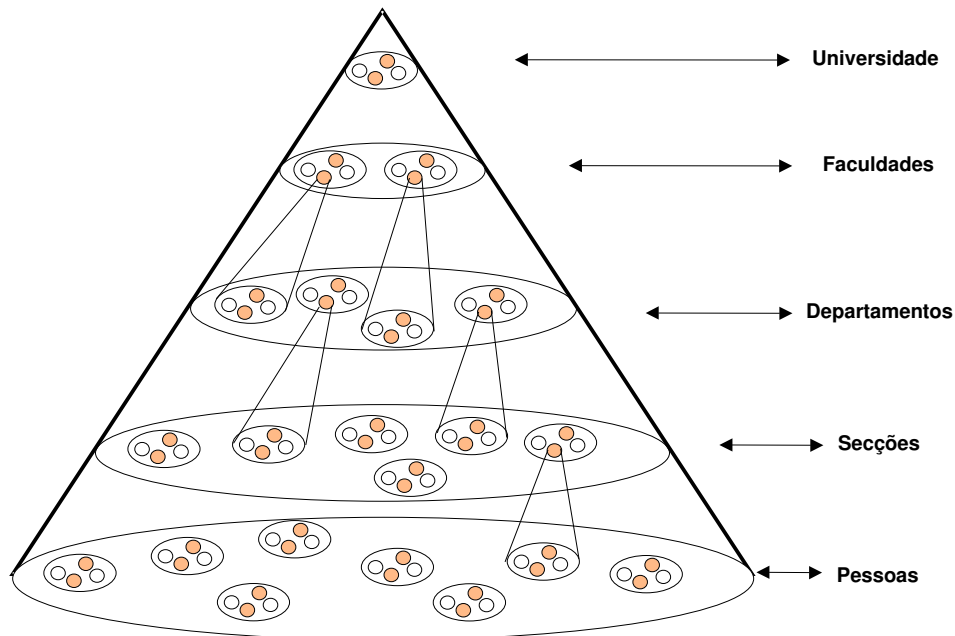 Universidade
Faculdades
Departamentos
Secções
Pessoas